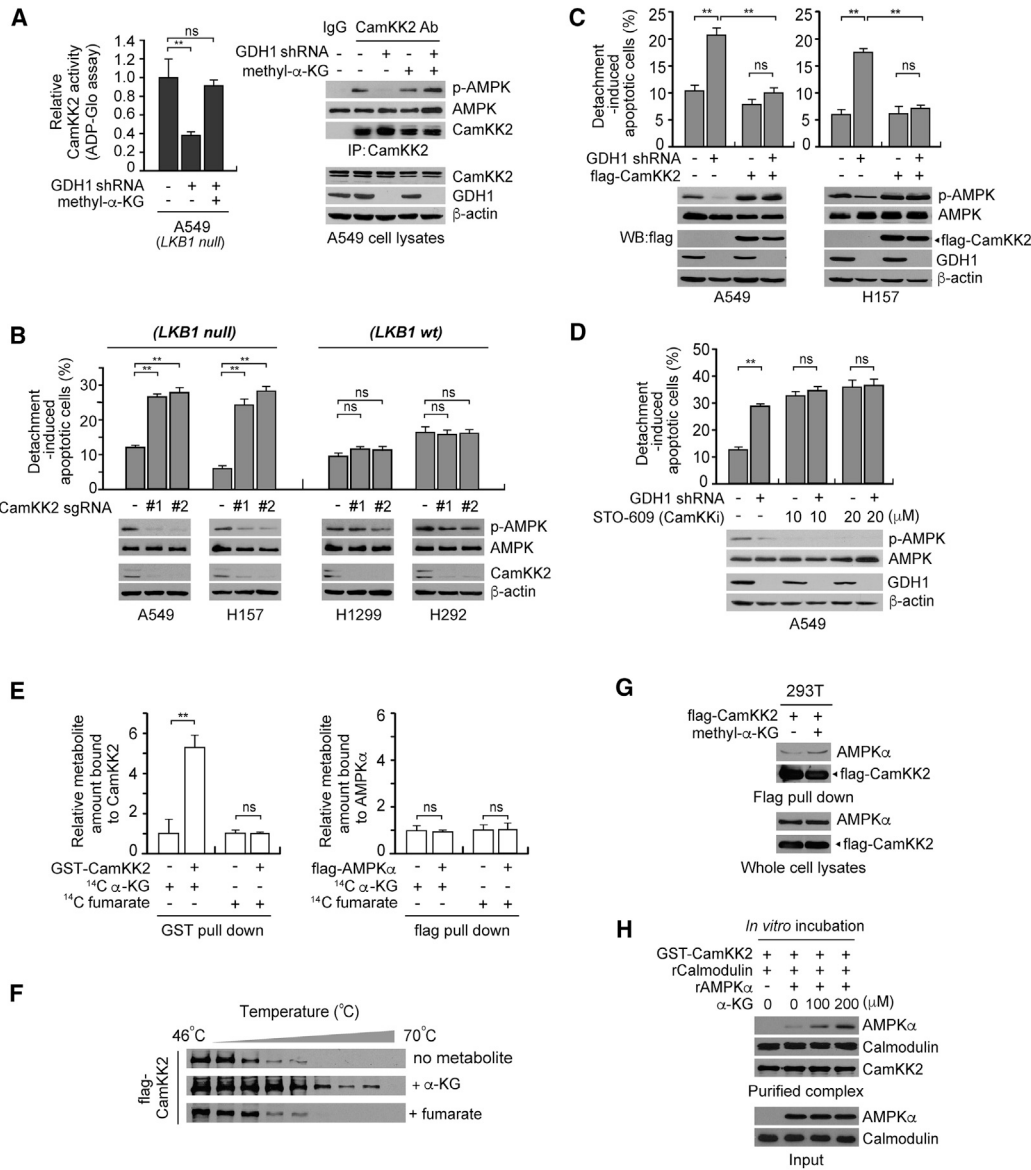 A
Relative
CamKK2 activity
(ADP-Glo assay)
1.4
1.2
1.0
0.8
0.6
0.4
0.2
0
ns
**
GDH1 shRNA - + +
methyl-α-KG - - +
A549
(LKB1 null)
IgG CamKK2 Ab
GDH1 shRNA - - + - +
methyl-α-KG - - - + +
p-AMPK
AMPK
CamKK2
IP: CamKK2
CamKK2
GDH1
β-actin
A549 cell lysates
B
(LKB1 null) (LKB1 wt)
Detachment
-induced
apoptotic cells (%)
30
20
10
0
** ** ns ns
** ** ns ns
CamKK2 sgRNA - #1 #2 - #1 #2 - #1 #2 - #1 #2
p-AMPK
AMPK
CamKK2
β-actin
A549 H157 H1299 H292
C
Detachment
-induced
apoptotic cells (%)
25
20
15
10
5
0
** ** ns
25
20
15
10
5
0
** ** ns
GDH1 shRNA - + - + - + - +
flag-CamKK2 - - + + - - + +
p-AMPK
AMPK
WB:flag flag-CamKK2
GDH1
β-actin
A549 H157
D
Detachment
-induced
apoptotic cells (%)
50
40
30
20
10
0
** ns ns
GDH1 shRNA - + - + - +
STO-609 (CamKKi) - - 10 10 20 20 (μM)
p-AMPK
AMPK
GDH1
β-actin
A549
E
Relative metabolite
amount bound
to CamKK2
6
4
2
0
** ns
GST-CamKK2 - + - +
14C α-KG + + - -
14C fumarate - - + +
GST pull down
Relative metabolite
amount bound
to AMPKα
6
4
2
0
ns ns
flag-AMPKα - + - +
14C α-KG + + - -
14C fumarate - - + +
flag pull down
F
Temperature (°C)
46°C 70°C
flag-
CamKK2
no metabolite
+ α-KG
+ fumarate
G
293T
flag-CamKK2 + +
methyl-α-KG - +
AMPKα
flag-CamKK2
Flag pull down
AMPKα
flag-CamKK2
Whole cell lysates
H
In vitro incubation
GST-CamKK2 + + + +
rCalmodulin + + + +
rAMPKα - + + +
α-KG 0 0 100 200 (μM)
AMPKα
Calmodulin
CamKK2
Purified complex
AMPKα
Calmodulin
Input